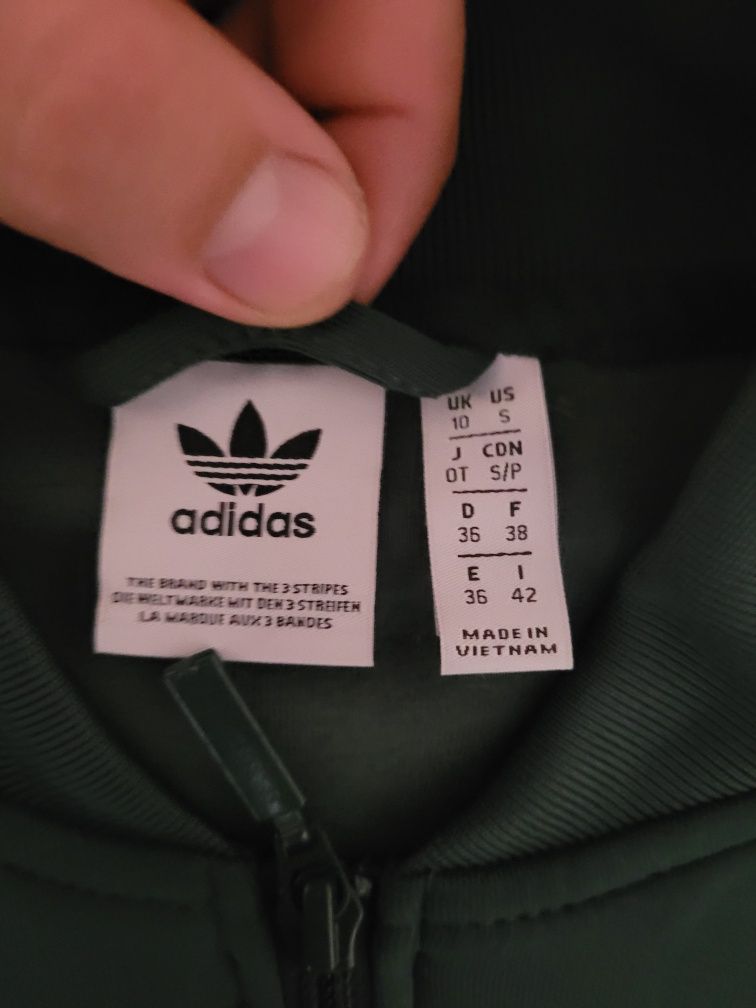 adidas
THE BRAND WITH THE 3 STRIPES
DIE WELTMARKE MIT DEN 3 STREIFEN
LA MARQUE AUX 3 BANDES
UK US
10 S
J CDN
OT S/P
D F
36 38
E I
36 42
MADE IN
VIETNAM